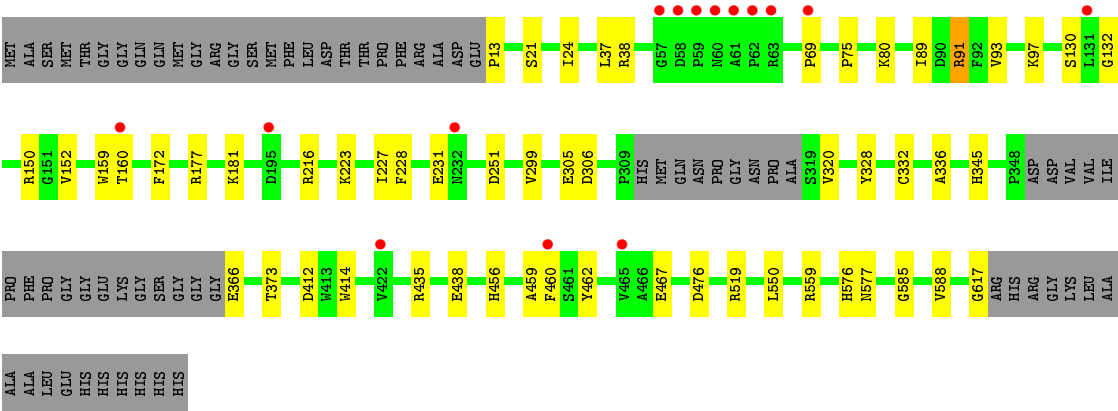 MET ALA SER MET THR GLY GLY GLN GLN MET GLY ARG GLY SER MET PHE LEU ASP THR THR PRO PHE ARG ALA ASP GLU P13 S21 I24 L37 R38 G57 D58 P59 N60 A61 P62 R63 P69 P75 K80 I89 D90 R91 F92 V93 K97 S130 L131 G132
R150 G151 V152 W159 T160 F172 R177 K181 D195 R216 K223 I227 F228 E231 N232 D251 V299 E305 D306 P309 HIS MET GLN ASN PRO GLY ASN PRO ALA S319 V320 Y328 C332 A336 H345 P348 ASP ASP VAL VAL ILE
PRO PHE PRO GLY GLY GLU LYS GLY SER GLY GLY GLY E366 T373 D412 W413 W414 V422 R435 E438 H456 A459 F460 S461 Y462 V465 A466 E467 D476 R519 L550 R559 H576 N577 G585 V588 G617 ARG HIS ARG GLY LYS LEU ALA
ALA ALA LEU GLU HIS HIS HIS HIS HIS HIS